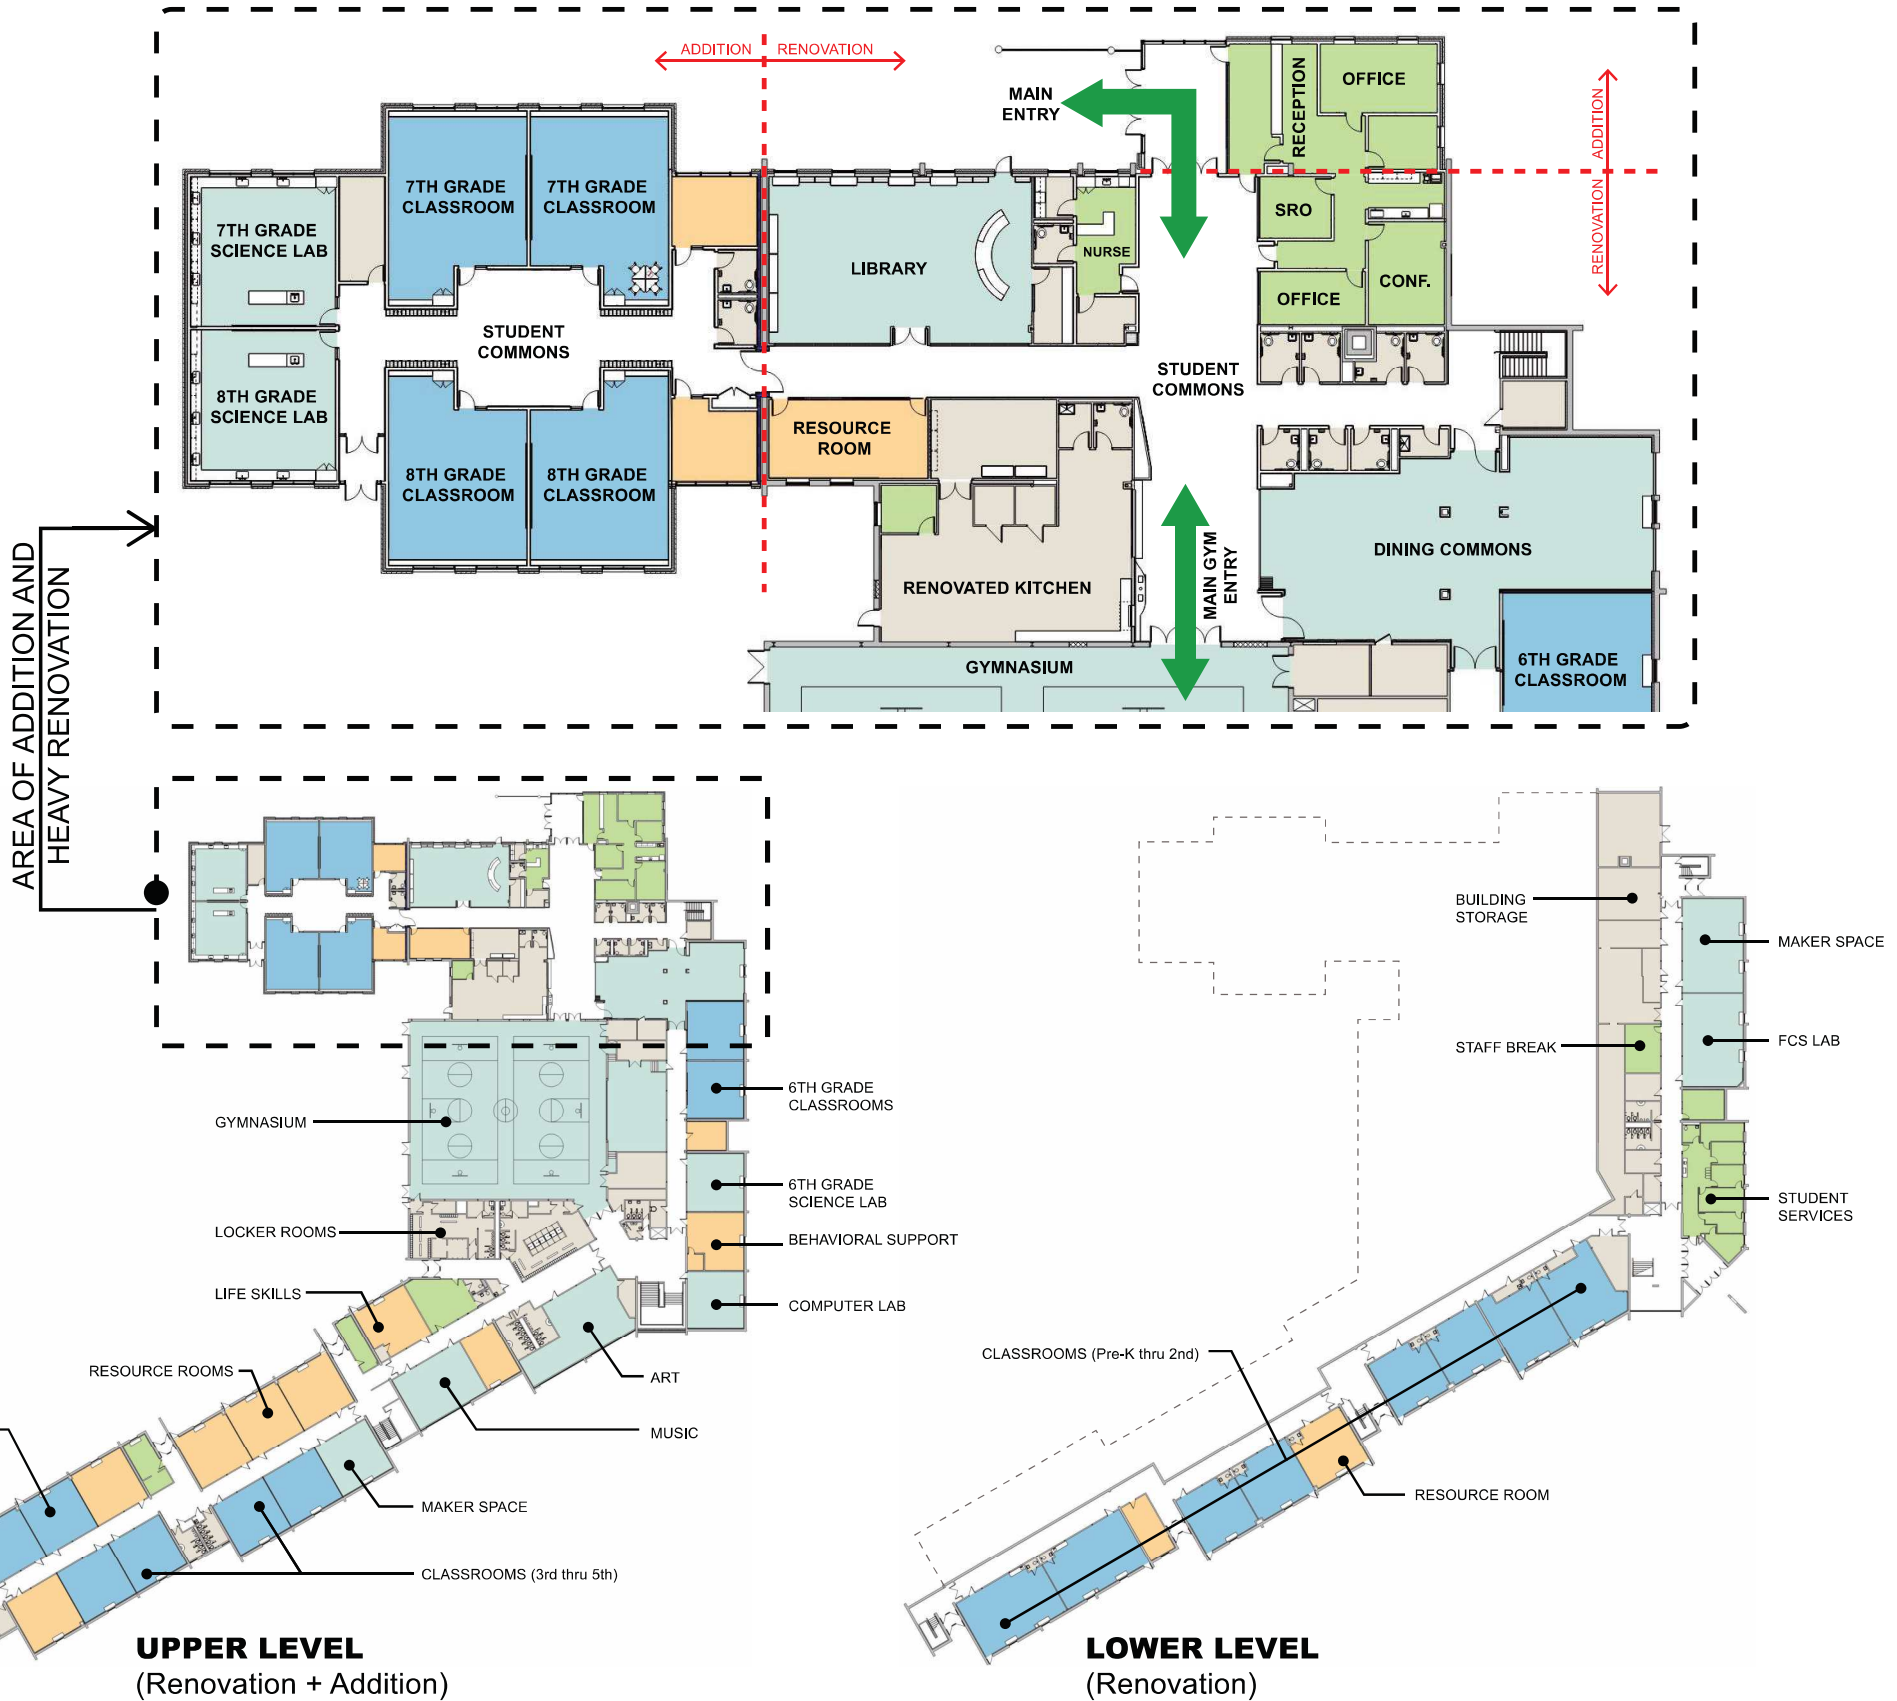 ADDITION
RENOVATION
MAIN
ENTRY
RECEPTION
OFFICE
ADDITION
RENOVATION
7TH GRADE
CLASSROOM
7TH GRADE
CLASSROOM
7TH GRADE
SCIENCE LAB
SRO
NURSE
LIBRARY
CONF.
OFFICE
STUDENT
COMMONS
STUDENT
COMMONS
8TH GRADE
SCIENCE LAB
RESOURCE
ROOM
8TH GRADE
CLASSROOM
8TH GRADE
CLASSROOM
DINING COMMONS
RENOVATED KITCHEN
MAIN GYM
ENTRY
GYMNASIUM
6TH GRADE
CLASSROOM
AREA OF ADDITION AND
HEAVY RENOVATION
6TH GRADE
CLASSROOMS
GYMNASIUM
6TH GRADE
SCIENCE LAB
LOCKER ROOMS
BEHAVIORAL SUPPORT
LIFE SKILLS
COMPUTER LAB
RESOURCE ROOMS
ART
MUSIC
MAKER SPACE
CLASSROOMS (3rd thru 5th)
UPPER LEVEL
(Renovation + Addition)
BUILDING
STORAGE
MAKER SPACE
STAFF BREAK
FCS LAB
STUDENT
SERVICES
CLASSROOMS (Pre-K thru 2nd)
RESOURCE ROOM
LOWER LEVEL
(Renovation)